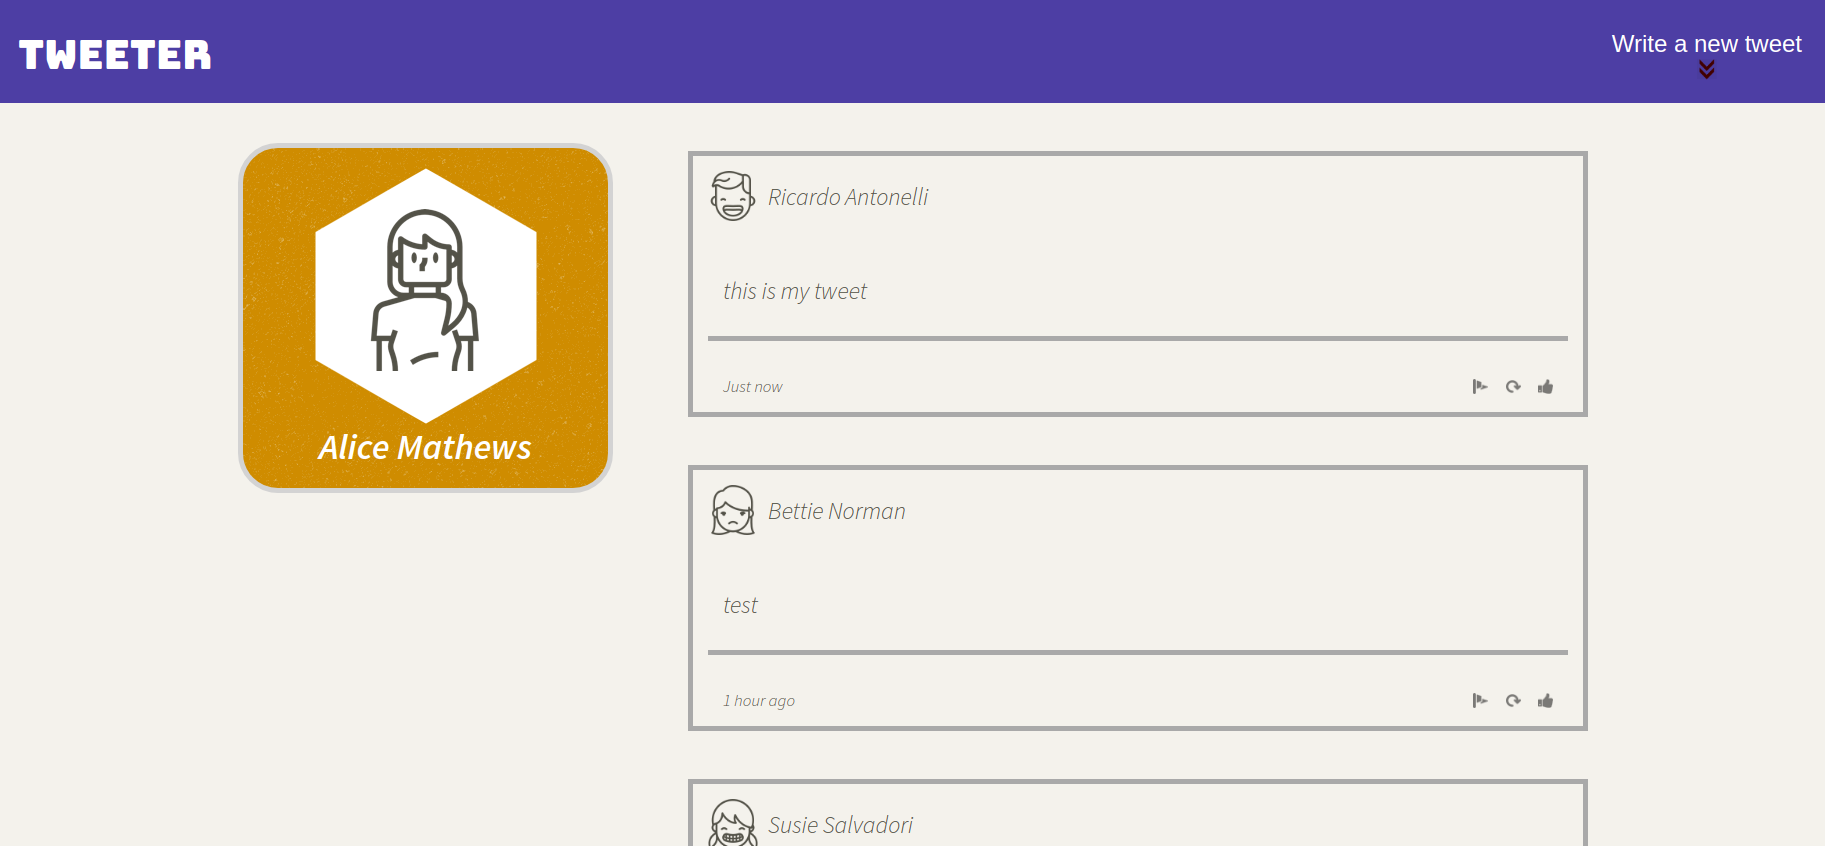 TWEETER
Write a new tweet
Alice Mathews
Ricardo Antonelli
this is my tweet
Just now
Bettie Norman
test
1 hour ago
Susie Salvadori